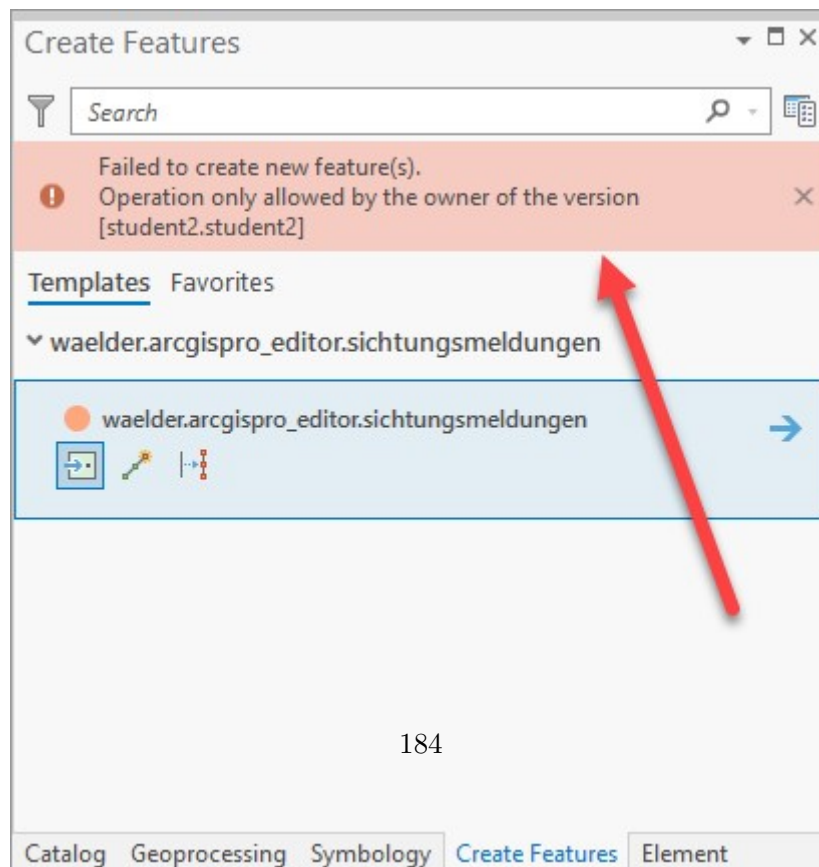 Create Features
Search
Failed to create new feature(s).
Operation only allowed by the owner of the version
[student2.student2]
Templates Favorites
waelder.arcgispro_editor.sichtungsmeldungen
waelder.arcgispro_editor.sichtungsmeldungen
184
Catalog Geoprocessing Symbology Create Features Element